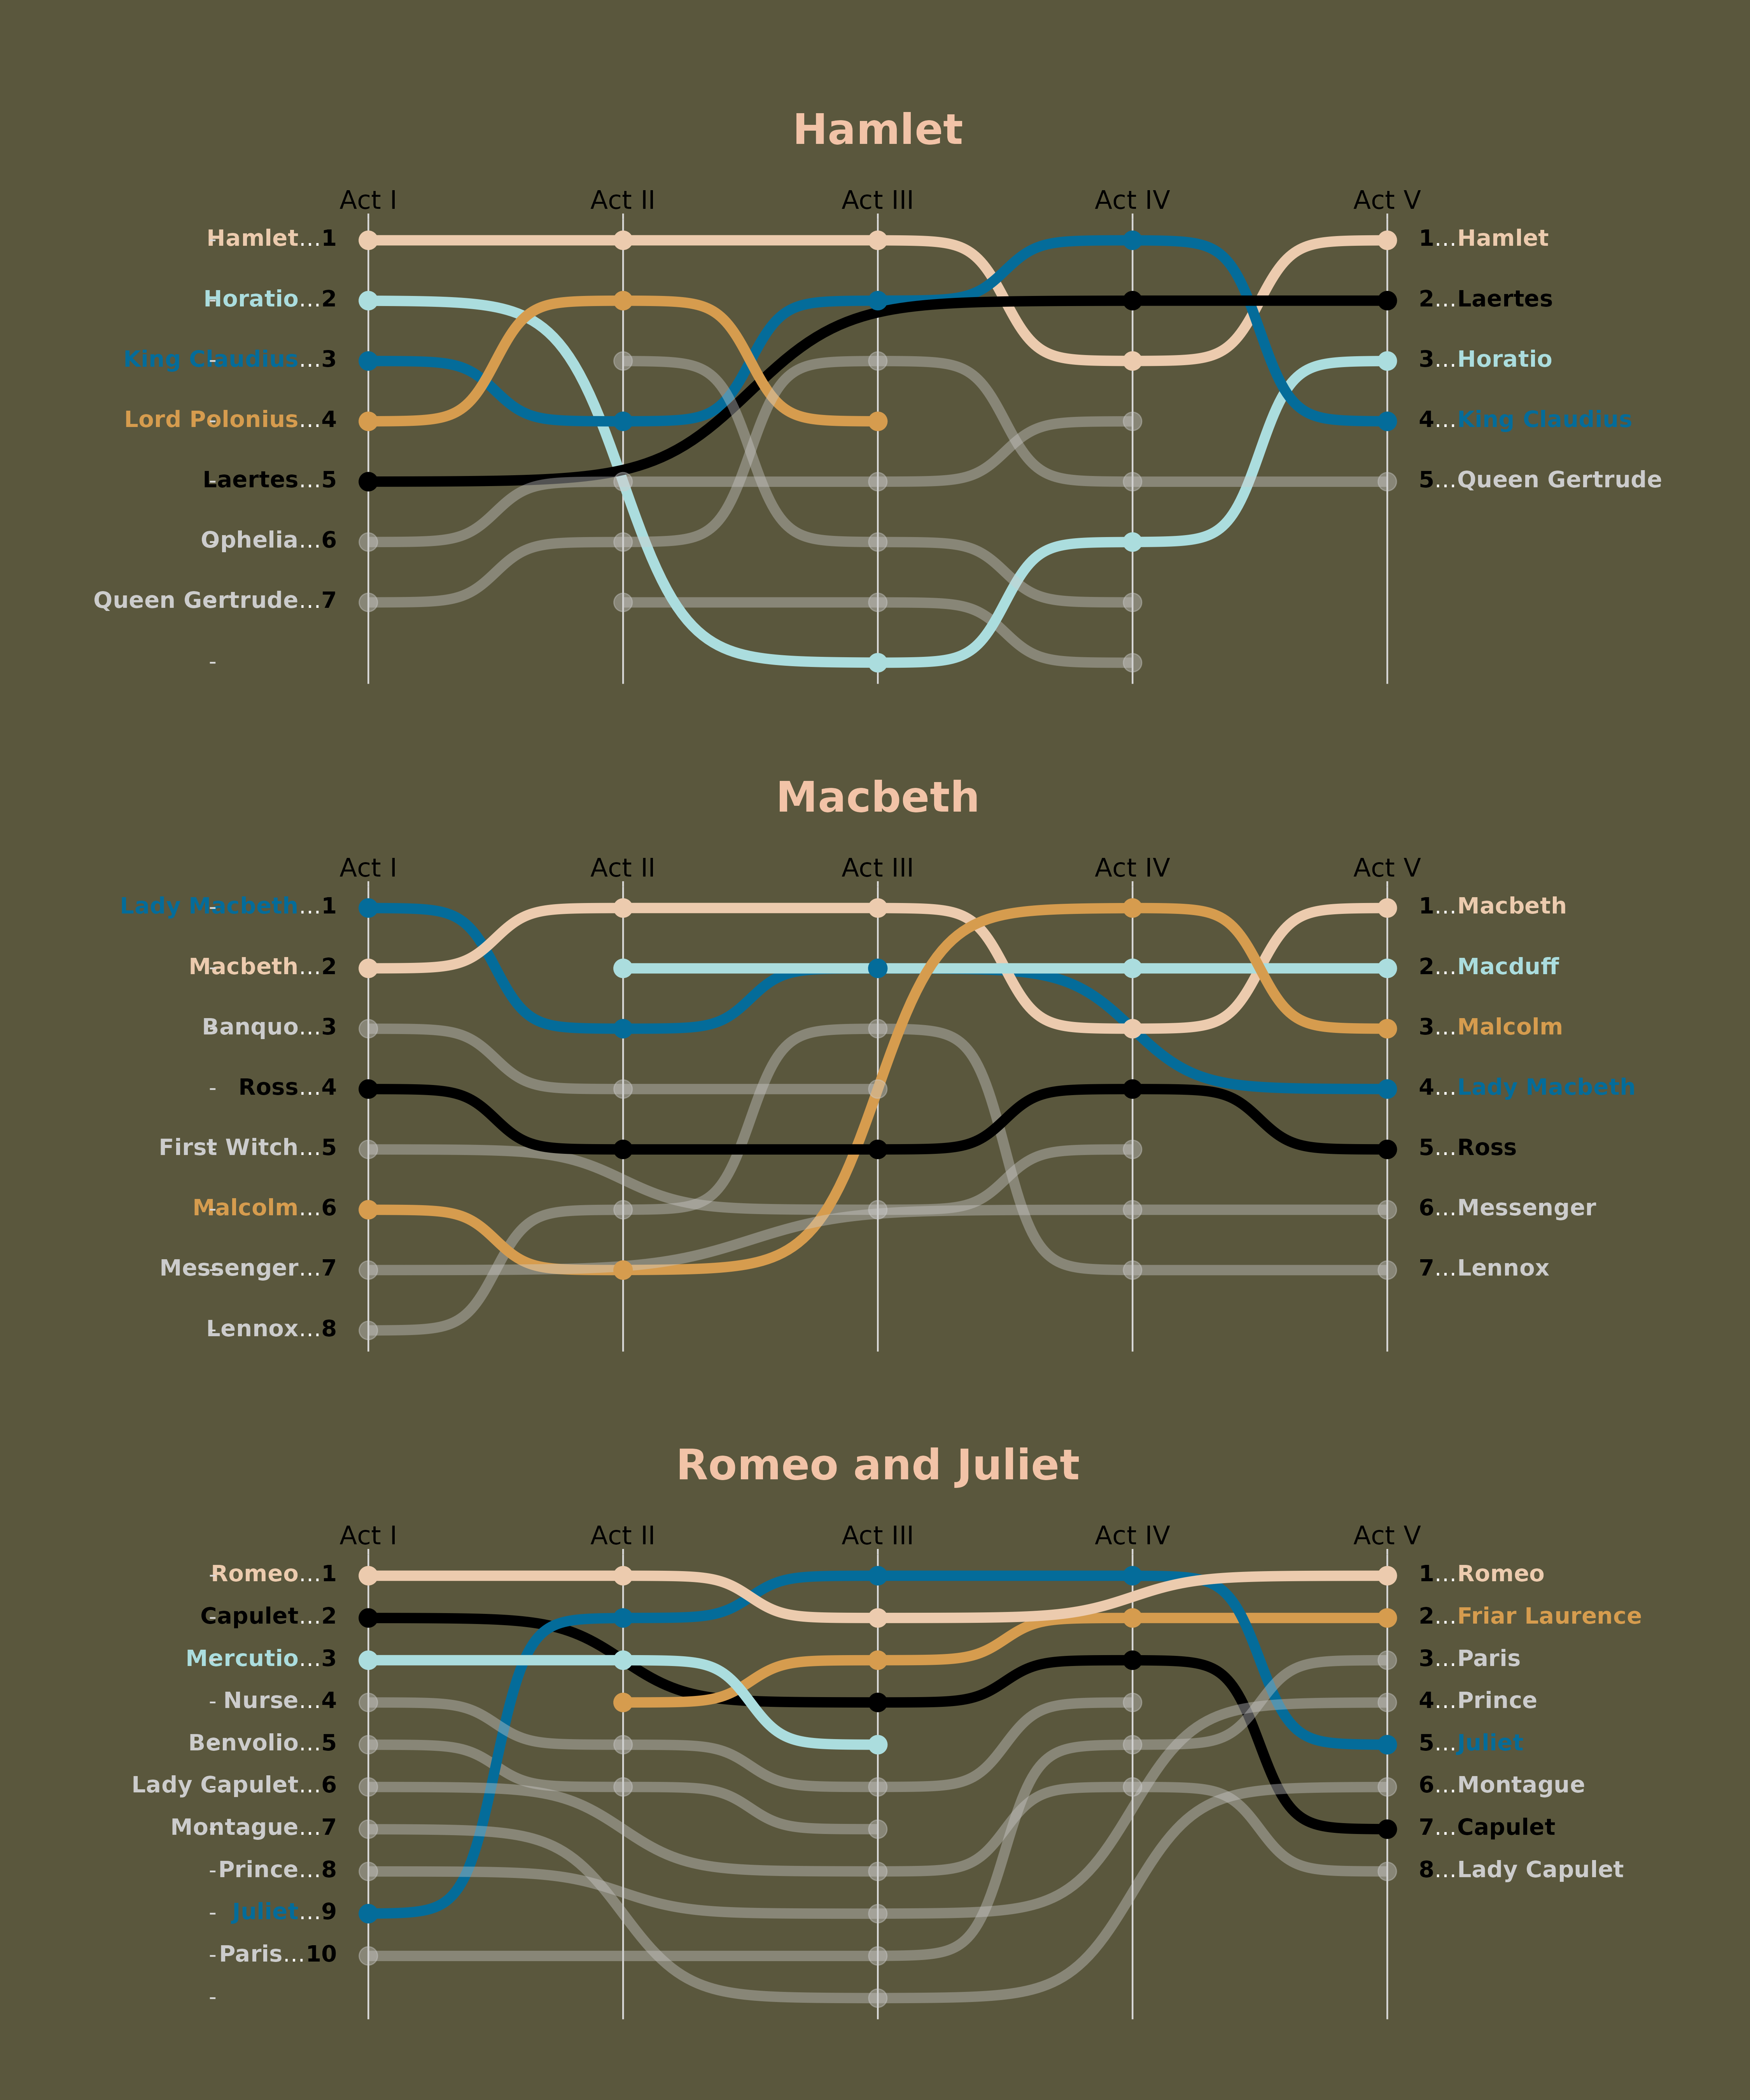 Hamlet
Act I Act II Act III Act IV Act V
Hamlet...1 1...Hamlet
Horatio...2 2...Laertes
King Claudius...3 3...Horatio
Lord Polonius...4 4...King Claudius
Laertes...5 5...Queen Gertrude
Ophelia...6
Queen Gertrude...7
-
Macbeth
Act I Act II Act III Act IV Act V
Lady Macbeth...1 1...Macbeth
Macbeth...2 2...Macduff
Banquo...3 3...Malcolm
Ross...4 4...Lady Macbeth
First Witch...5 5...Ross
Malcolm...6 6...Messenger
Messenger...7 7...Lennox
Lennox...8
Romeo and Juliet
Act I Act II Act III Act IV Act V
Romeo...1 1...Romeo
Capulet...2 2...Friar Laurence
Mercutio...3 3...Paris
Nurse...4 4...Prince
Benvolio...5 5...Juliet
Lady Capulet...6 6...Montague
Montague...7 7...Capulet
Prince...8 8...Lady Capulet
Juliet...9
Paris...10
-